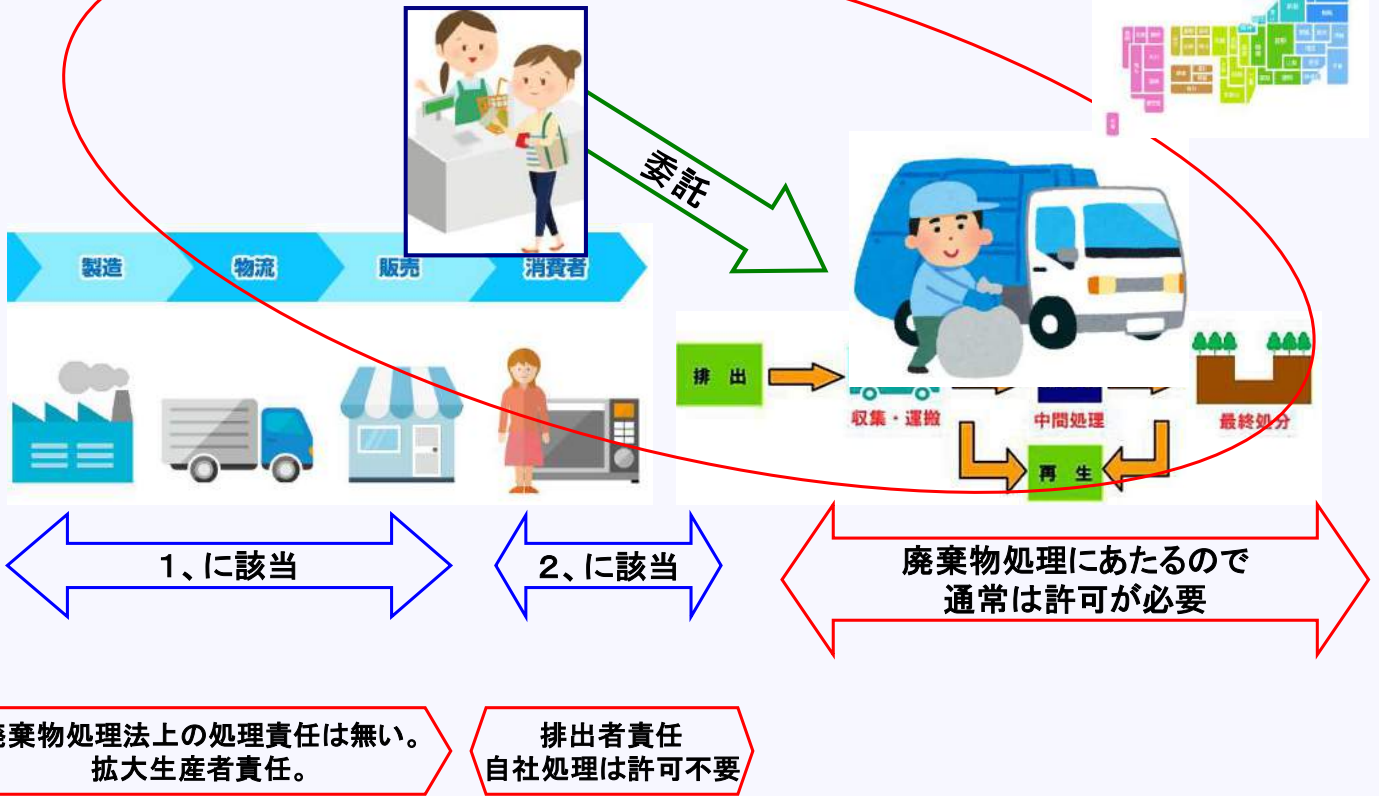 委託
製造
物流
販売
消費者
排 出
収集・運搬
中間処理
最終処分
再 生
1、に該当
2、に該当
廃棄物処理にあたるので
通常は許可が必要
棄物処理法上の処理責任は無い。
拡大生産者責任。
排出者責任
自社処理は許可不要